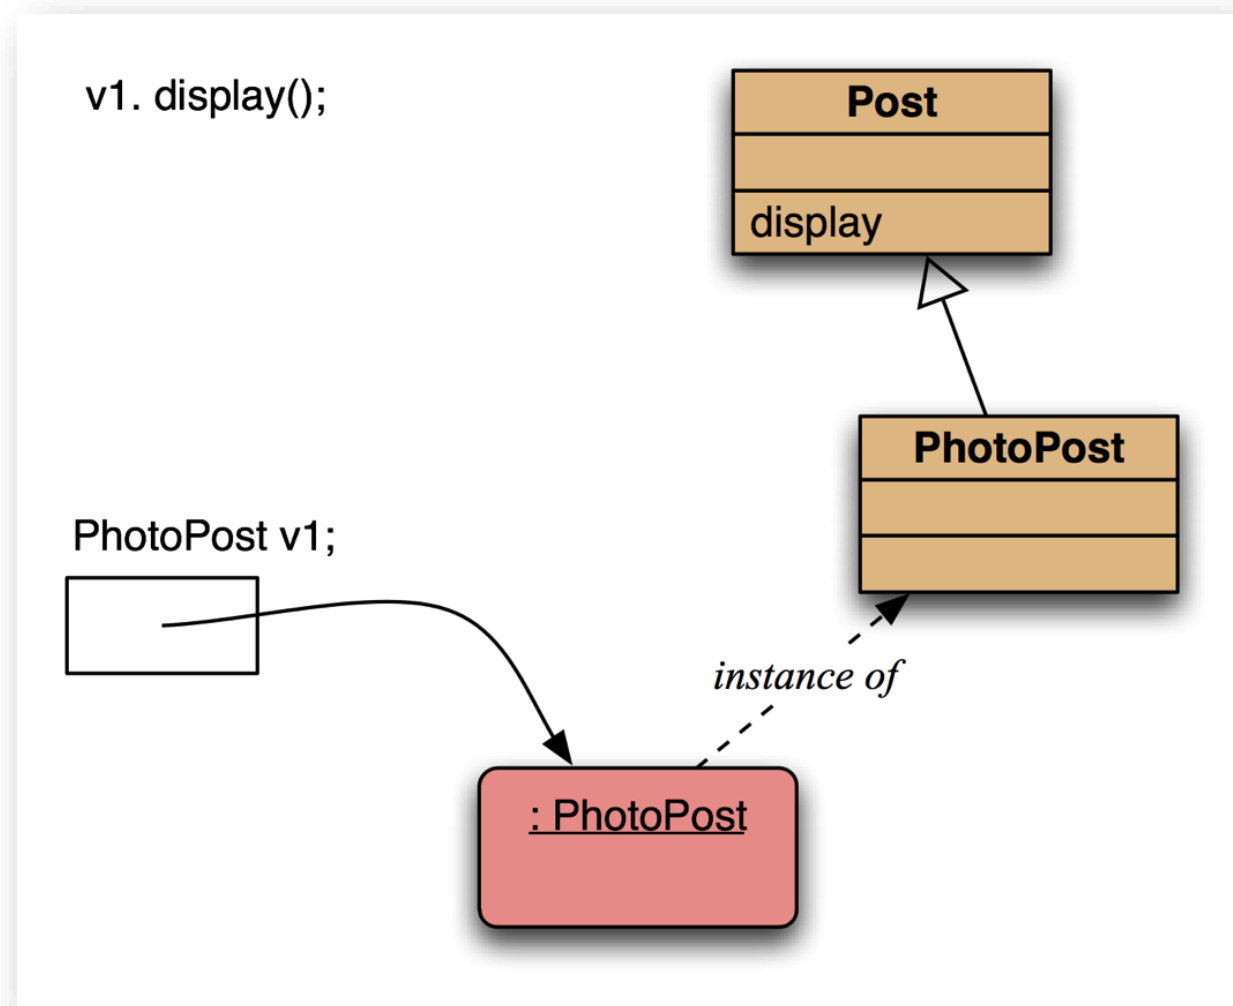 v1. display();
Post
display
PhotoPost
PhotoPost v1;
instance of
: PhotoPost